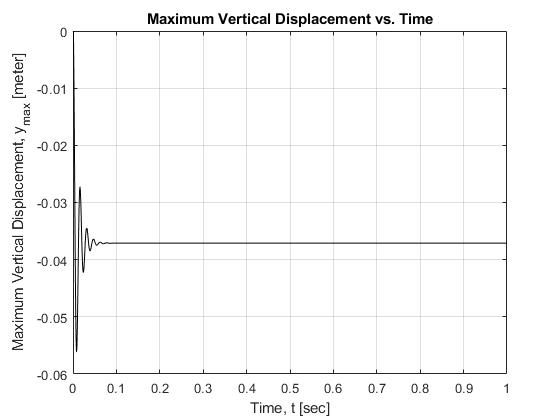 Maximum Vertical Displacement vs. Time
Maximum Vertical Displacement, y_max [meter]
0
-0.01
-0.02
-0.03
-0.04
-0.05
-0.06
0 0.1 0.2 0.3 0.4 0.5 0.6 0.7 0.8 0.9 1
Time, t [sec]